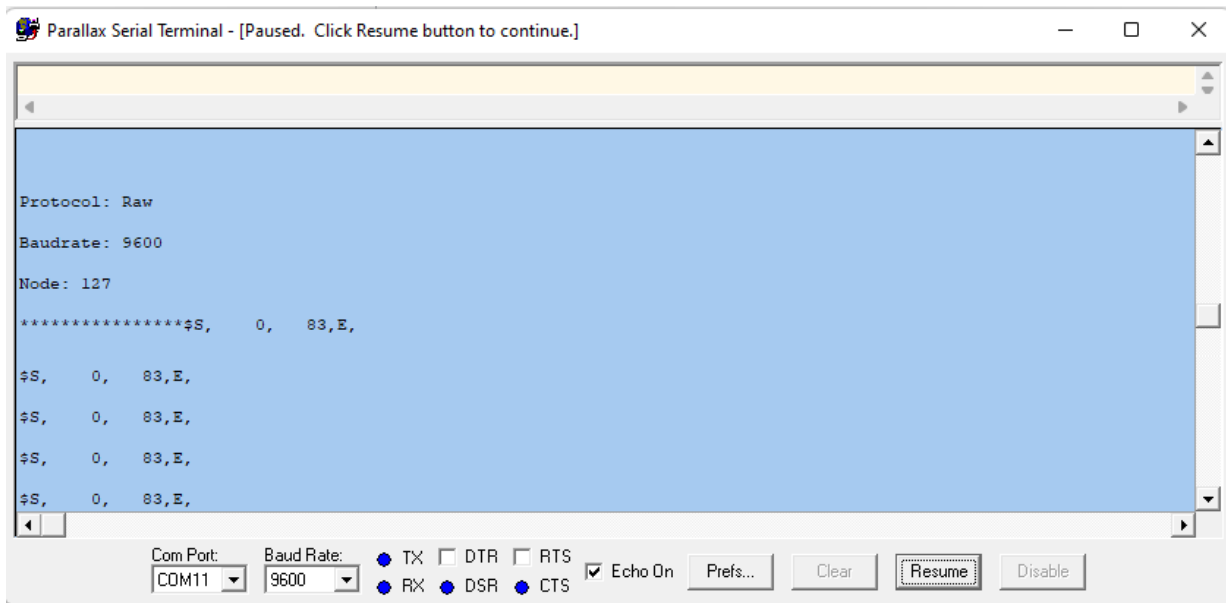 Parallax Serial Terminal - [Paused.  Click Resume button to continue.]
Protocol: Raw
Baudrate: 9600
Node: 127
****************$S,    0,   83,E,
$S,    0,   83,E,
$S,    0,   83,E,
$S,    0,   83,E,
$S,    0,   83,E,
Com Port: Baud Rate: TX DTR RTS
COM11 9600 Echo On Prefs... Clear Resume Disable
RX DSR CTS